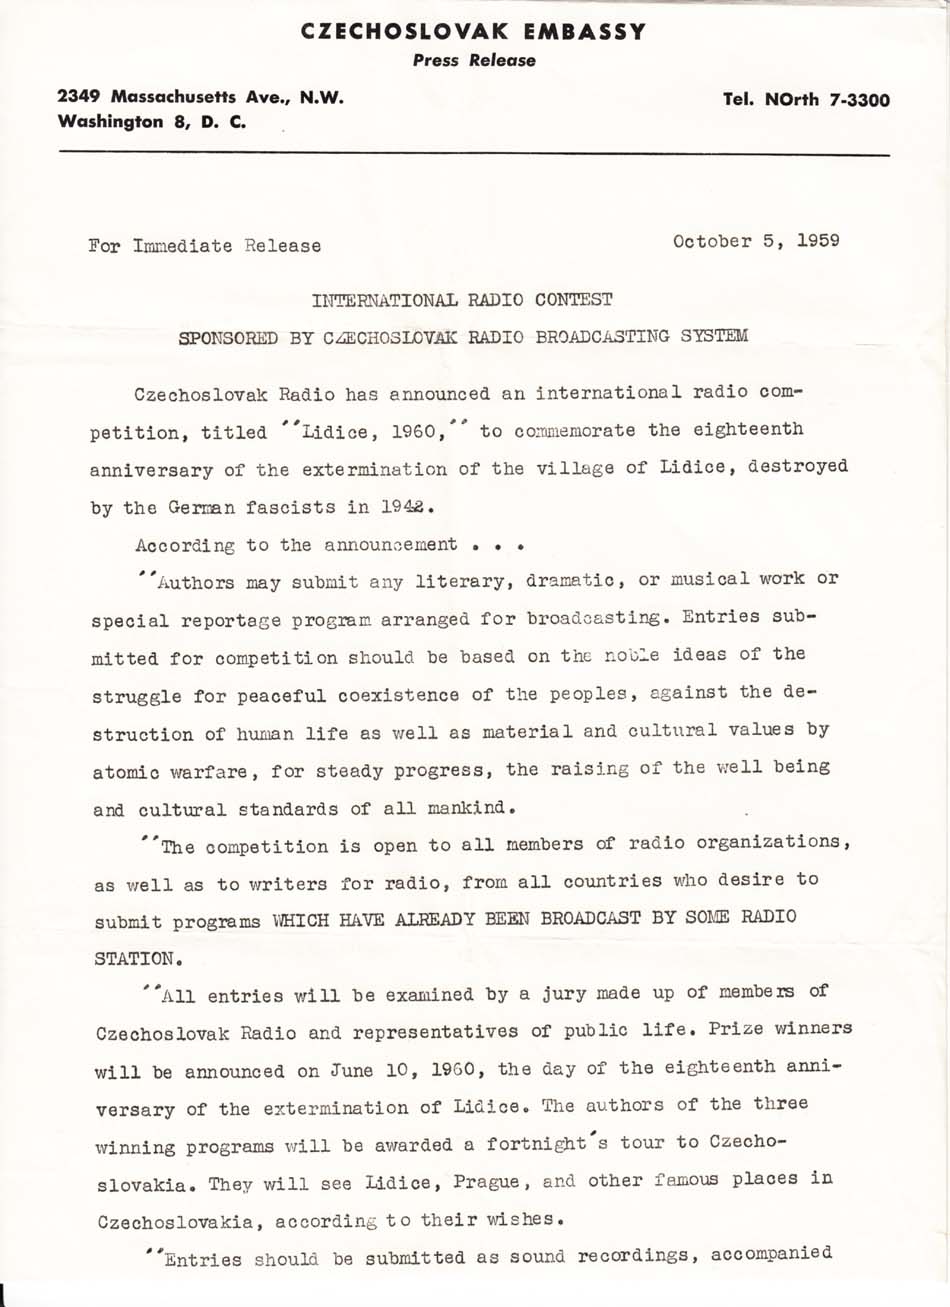 CZECHOSLOVAK EMBASSY
Press Release
2349 Massachusetts Ave., N.W.
Tel. NOrth 7-3300
Washington 8, D. C.
For Immediate Release
October 5, 1959
INTERNATIONAL RADIO CONTEST
SPONSORED BY CZECHOSLOVAK RADIO BROADCASTING SYSTEM
Czechoslovak Radio has announced an international radio com-
petition, titled ''Lidice, 1960,'' to commemorate the eighteenth
anniversary of the extermination of the village of Lidice, destroyed
by the German fascists in 1942.
According to the announcement . . .
''Authors may submit any literary, dramatic, or musical work or
special reportage program arranged for broadcasting. Entries sub-
mitted for competition should be based on the noble ideas of the
struggle for peaceful coexistence of the peoples, against the de-
struction of human life as well as material and cultural values by
atomic warfare, for steady progress, the raising of the well being
and cultural standards of all mankind.
''The competition is open to all members of radio organizations,
as well as to writers for radio, from all countries who desire to
submit programs WHICH HAVE ALREADY BEEN BROADCAST BY SOME RADIO
STATION.
''All entries will be examined by a jury made up of members of
Czechoslovak Radio and representatives of public life. Prize winners
will be announced on June 10, 1960, the day of the eighteenth anni-
versary of the extermination of Lidice. The authors of the three
winning programs will be awarded a fortnight's tour to Czecho-
slovakia. They will see Lidice, Prague, and other famous places in
Czechoslovakia, according to their wishes.
''Entries should be submitted as sound recordings, accompanied